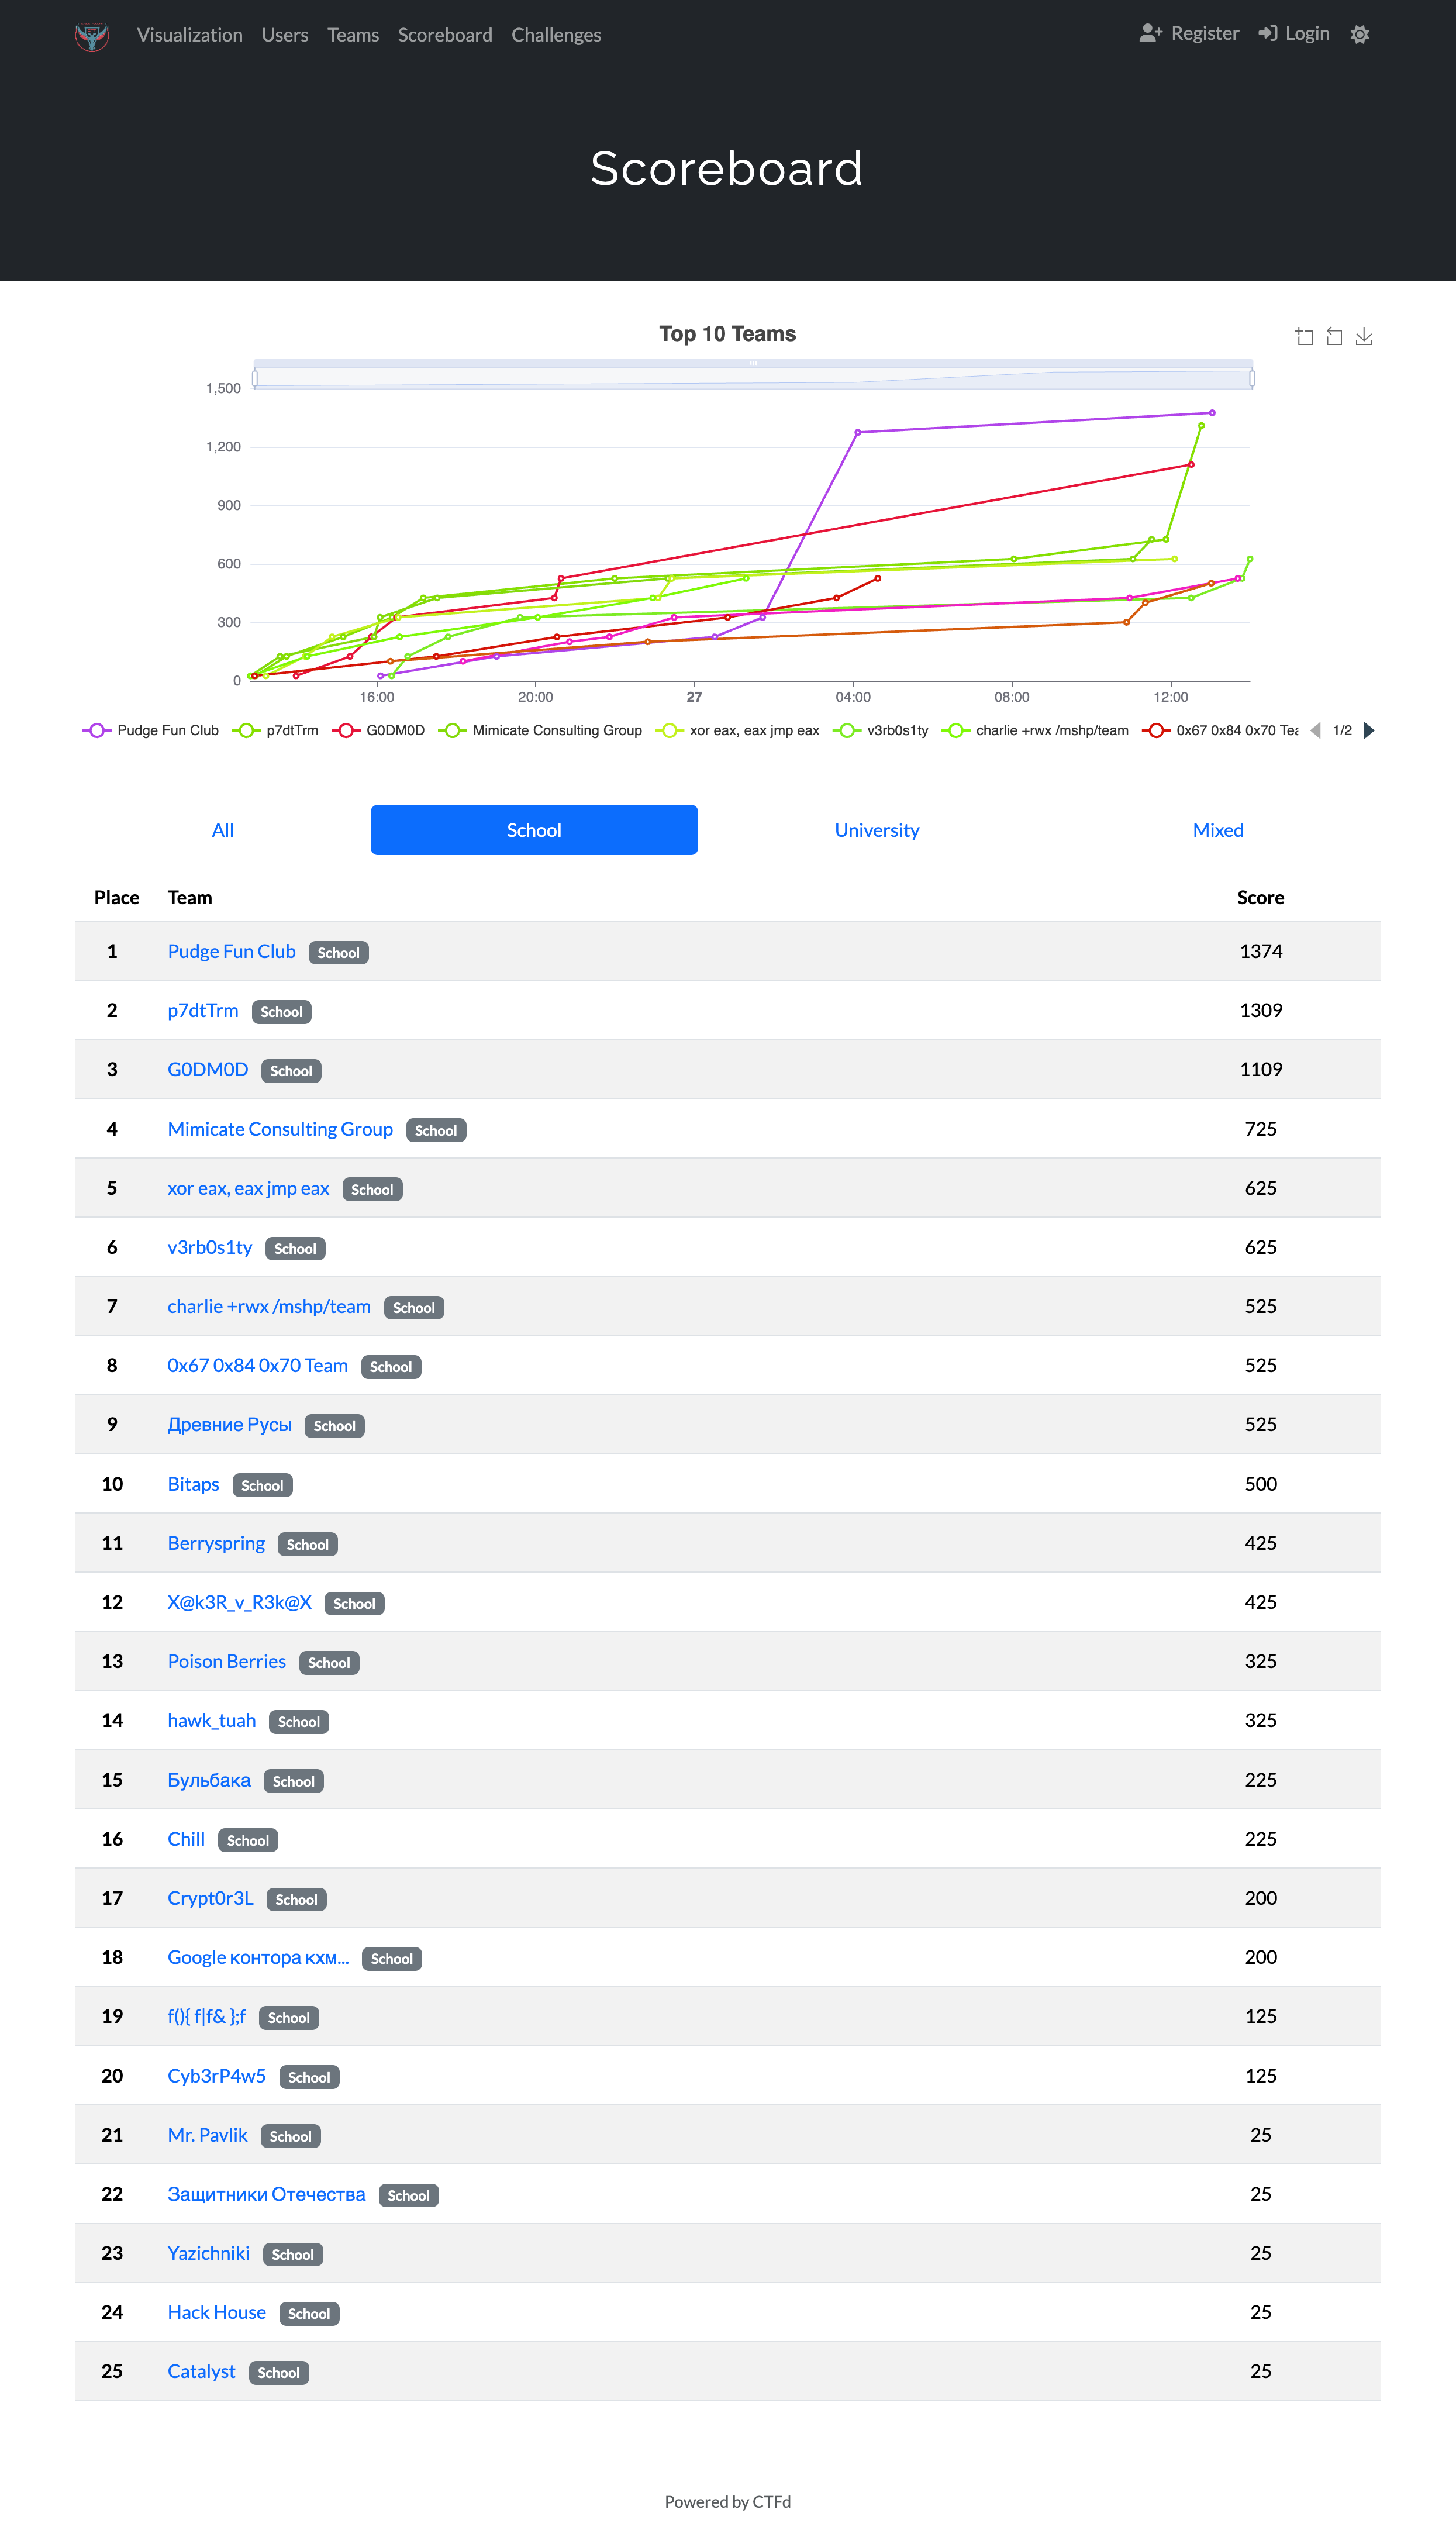 Visualization Users Teams Scoreboard Challenges Register Login
Scoreboard
Top 10 Teams
1,500
1,200
900
600
300
0
16:00 20:00 27 04:00 08:00 12:00
Pudge Fun Club p7dtTrm G0DM0D Mimicate Consulting Group xor eax, eax jmp eax v3rb0s1ty charlie +rwx /mshp/team 0x67 0x84 0x70 Tea 1/2
All School University Mixed
Place Team Score
1 Pudge Fun Club School 1374
2 p7dtTrm School 1309
3 G0DM0D School 1109
4 Mimicate Consulting Group School 725
5 xor eax, eax jmp eax School 625
6 v3rb0s1ty School 625
7 charlie +rwx /mshp/team School 525
8 0x67 0x84 0x70 Team School 525
9 Древние Русы School 525
10 Bitaps School 500
11 Berryspring School 425
12 X@k3R_v_R3k@X School 425
13 Poison Berries School 325
14 hawk_tuah School 325
15 Бульбака School 225
16 Chill School 225
17 Crypt0r3L School 200
18 Google контора кхм... School 200
19 f(){ f|f& };f School 125
20 Cyb3rP4w5 School 125
21 Mr. Pavlik School 25
22 Защитники Отечества School 25
23 Yazichniki School 25
24 Hack House School 25
25 Catalyst School 25
Powered by CTFd